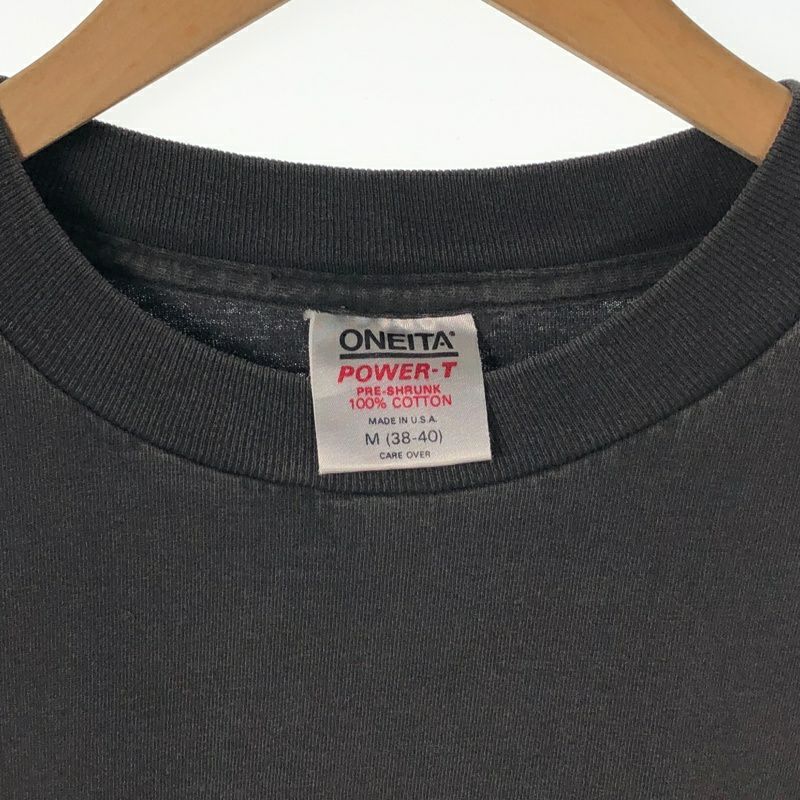 ONEITA®
POWER-T
PRE-SHRUNK
100% COTTON
MADE IN U.S.A.
M (38-40)
CARE OVER